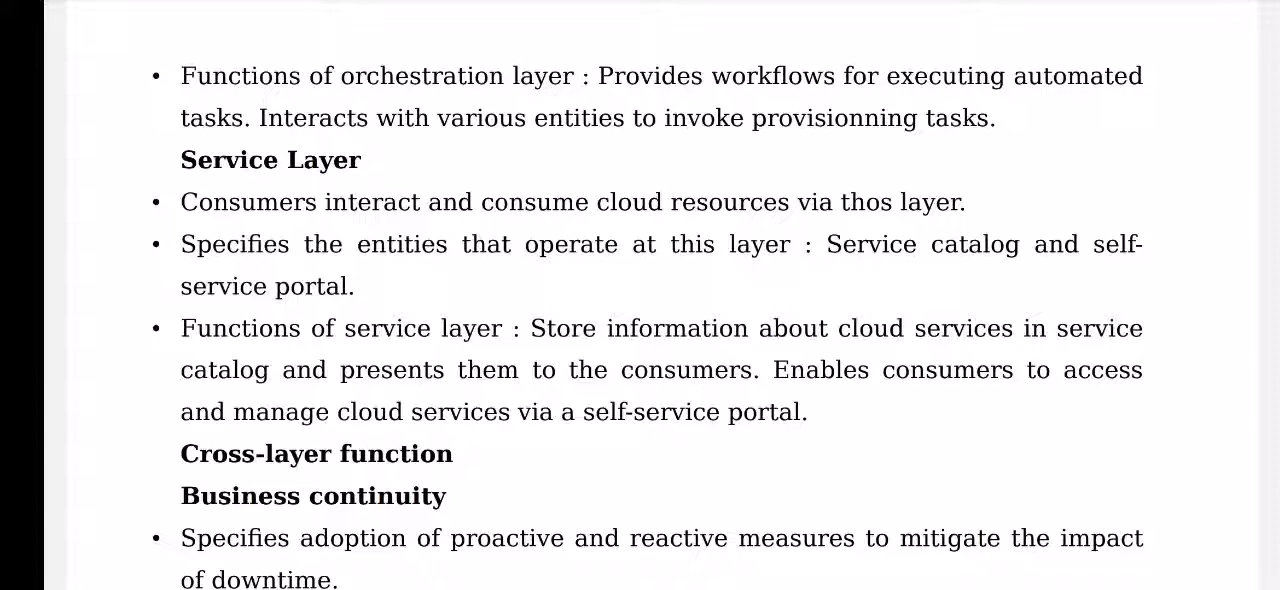 • Functions of orchestration layer : Provides workflows for executing automated
tasks. Interacts with various entities to invoke provisionning tasks.
Service Layer
• Consumers interact and consume cloud resources via thos layer.
• Specifies the entities that operate at this layer : Service catalog and self-
service portal.
• Functions of service layer : Store information about cloud services in service
catalog and presents them to the consumers. Enables consumers to access
and manage cloud services via a self-service portal.
Cross-layer function
Business continuity
• Specifies adoption of proactive and reactive measures to mitigate the impact
of downtime.